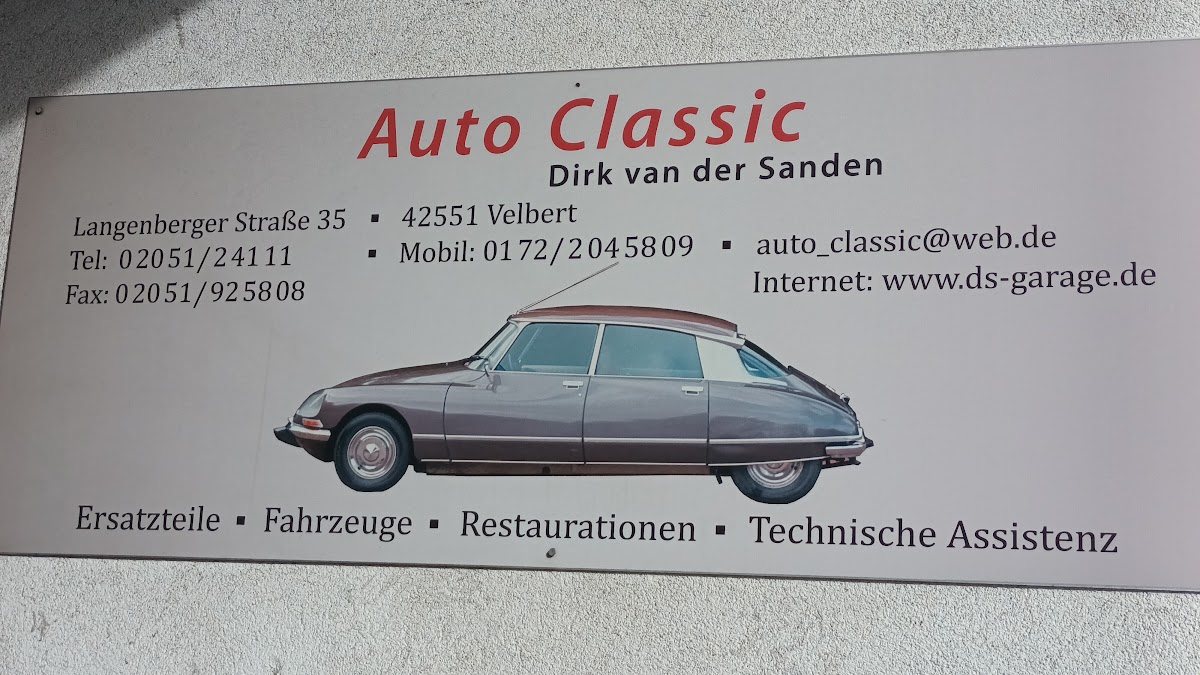 Auto Classic
Dirk van der Sanden
Langenberger Straße 35 ▪ 42551 Velbert
Tel: 02051/24111 ▪ Mobil: 0172/2045809 ▪ auto_classic@web.de
Fax: 02051/925808 Internet: www.ds-garage.de
Ersatzteile ▪ Fahrzeuge ▪ Restaurationen ▪ Technische Assistenz